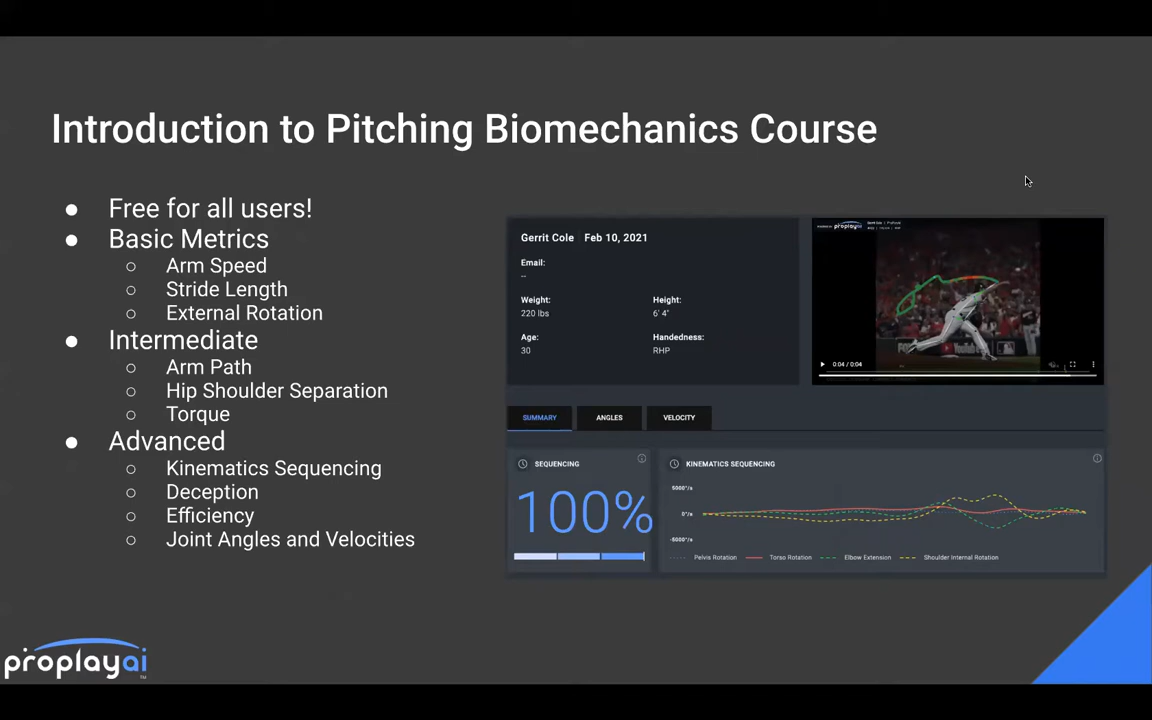 Introduction to Pitching Biomechanics Course
● Free for all users!
● Basic Metrics
○ Arm Speed
○ Stride Length
○ External Rotation
● Intermediate
○ Arm Path
○ Hip Shoulder Separation
○ Torque
● Advanced
○ Kinematics Sequencing
○ Deception
○ Efficiency
○ Joint Angles and Velocities
Gerrit Cole Feb 10, 2021
Email:
--
Weight: Height:
220 lbs 6' 4"
Age: Handedness:
30 RHP
proplayai
YouTube
0:04 / 0:04
SUMMARY ANGLES VELOCITY
SEQUENCING
100%
KINEMATICS SEQUENCING
5000°/s
0°/s
-5000°/s
Pelvis Rotation Torso Rotation Elbow Extension Shoulder Internal Rotation
proplayai